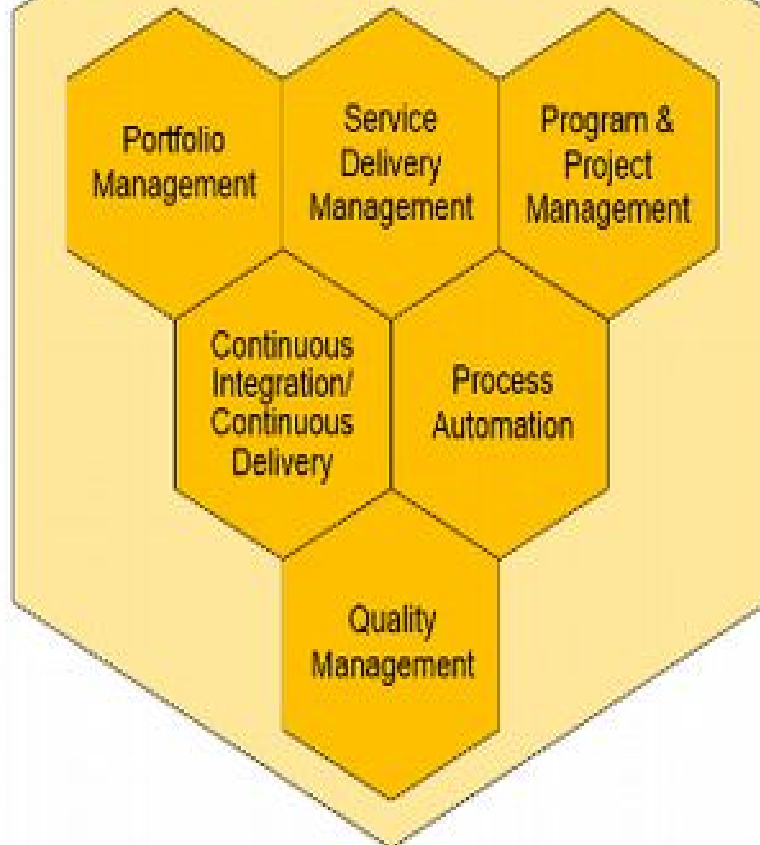 Portfolio
Management
Service
Delivery
Management
Program &
Project
Management
Continuous
Integration/
Continuous
Delivery
Process
Automation
Quality
Management